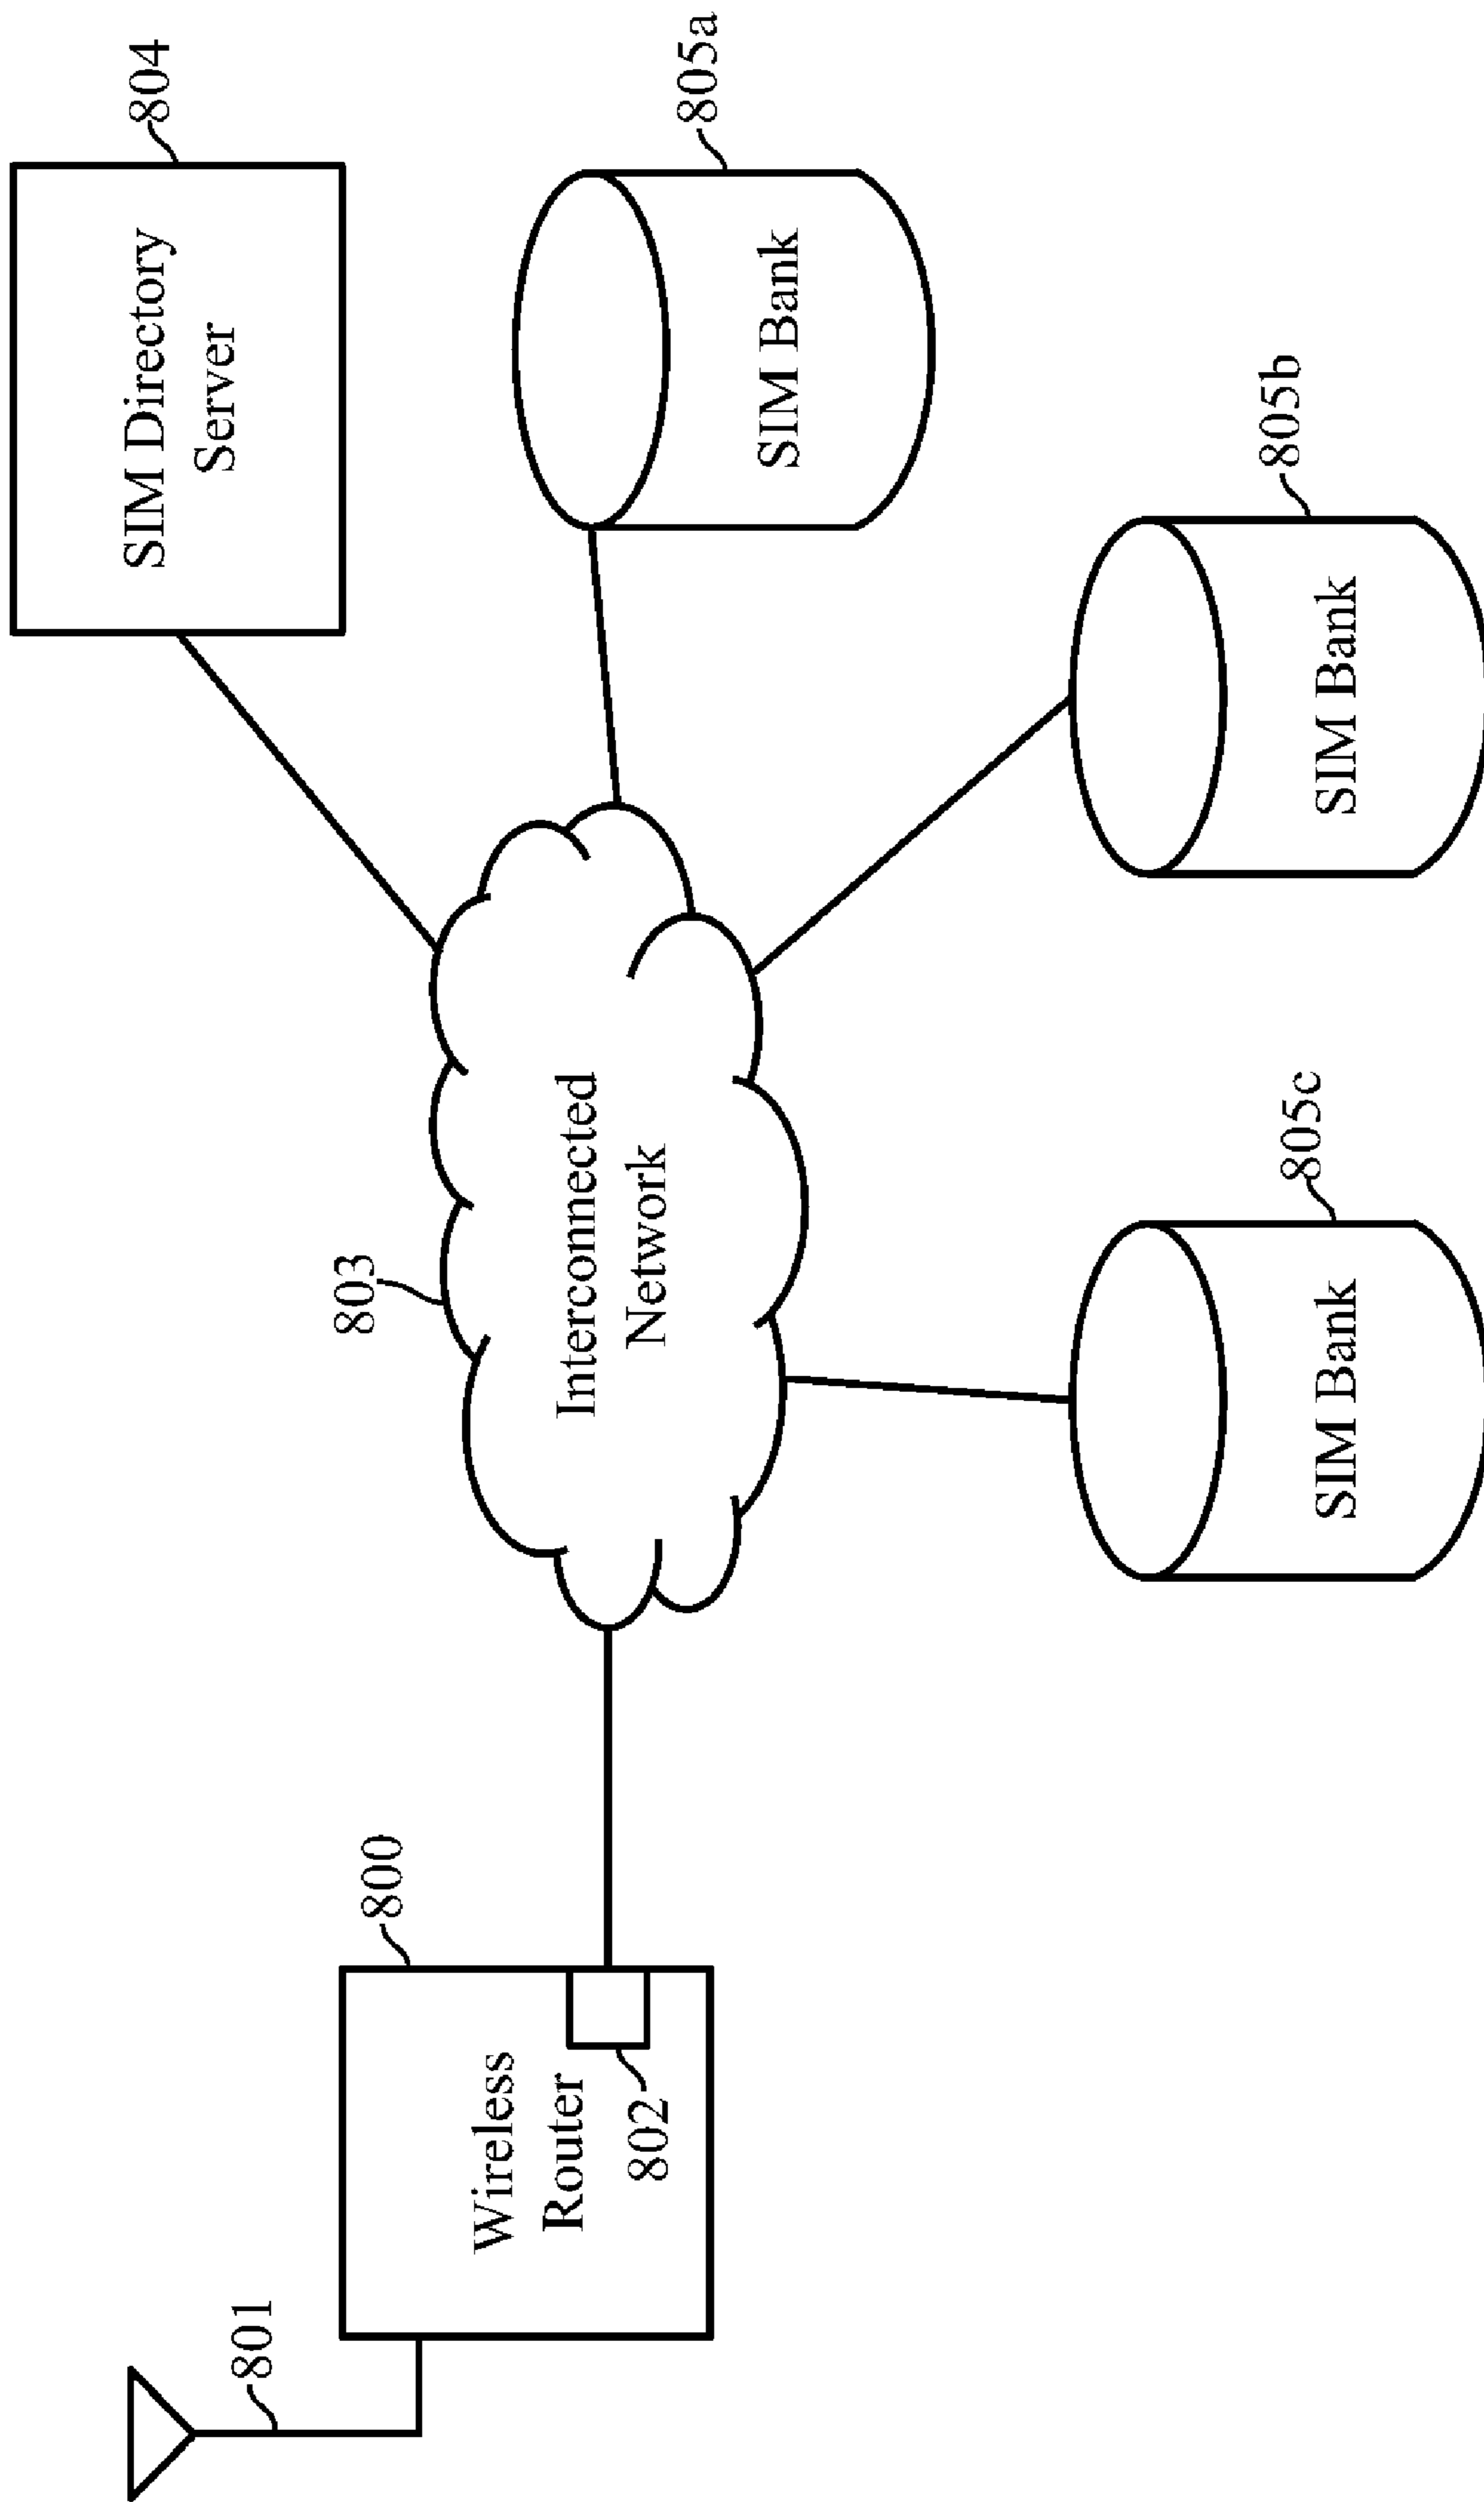 804
SIM Directory
Server
805a
SIM Bank
803
Interconnected
Network
805b
SIM Bank
805c
SIM Bank
800
Wireless
Router
802
801